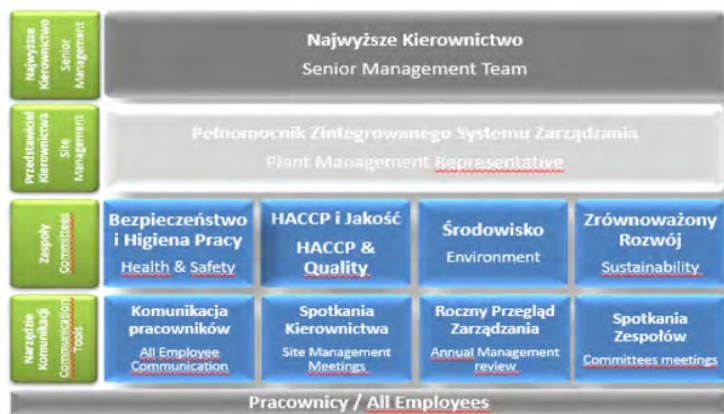 Najwyższe
Kierownictwo
Senior
Management
Najwyższe Kierownictwo
Senior Management Team
Przedstawiciel
Kierownictwa
Site
Management
Pełnomocnik Zintegrowanego Systemu Zarządzania
Plant Management Representative
Zespoły
Committees
Bezpieczeństwo
i Higiena Pracy
Health & Safety
HACCP i Jakość
HACCP &
Quality
Środowisko
Environment
Zrównoważony
Rozwój
Sustainability
Narzędzie
Komunikacji
Communication
Tools
Komunikacja
pracowników
All Employee
Communication
Spotkania
Kierownictwa
Site Management
Meetings
Roczny Przegląd
Zarządzania
Annual Management
review
Spotkania
Zespołów
Committees meetings
Pracownicy / All Employees